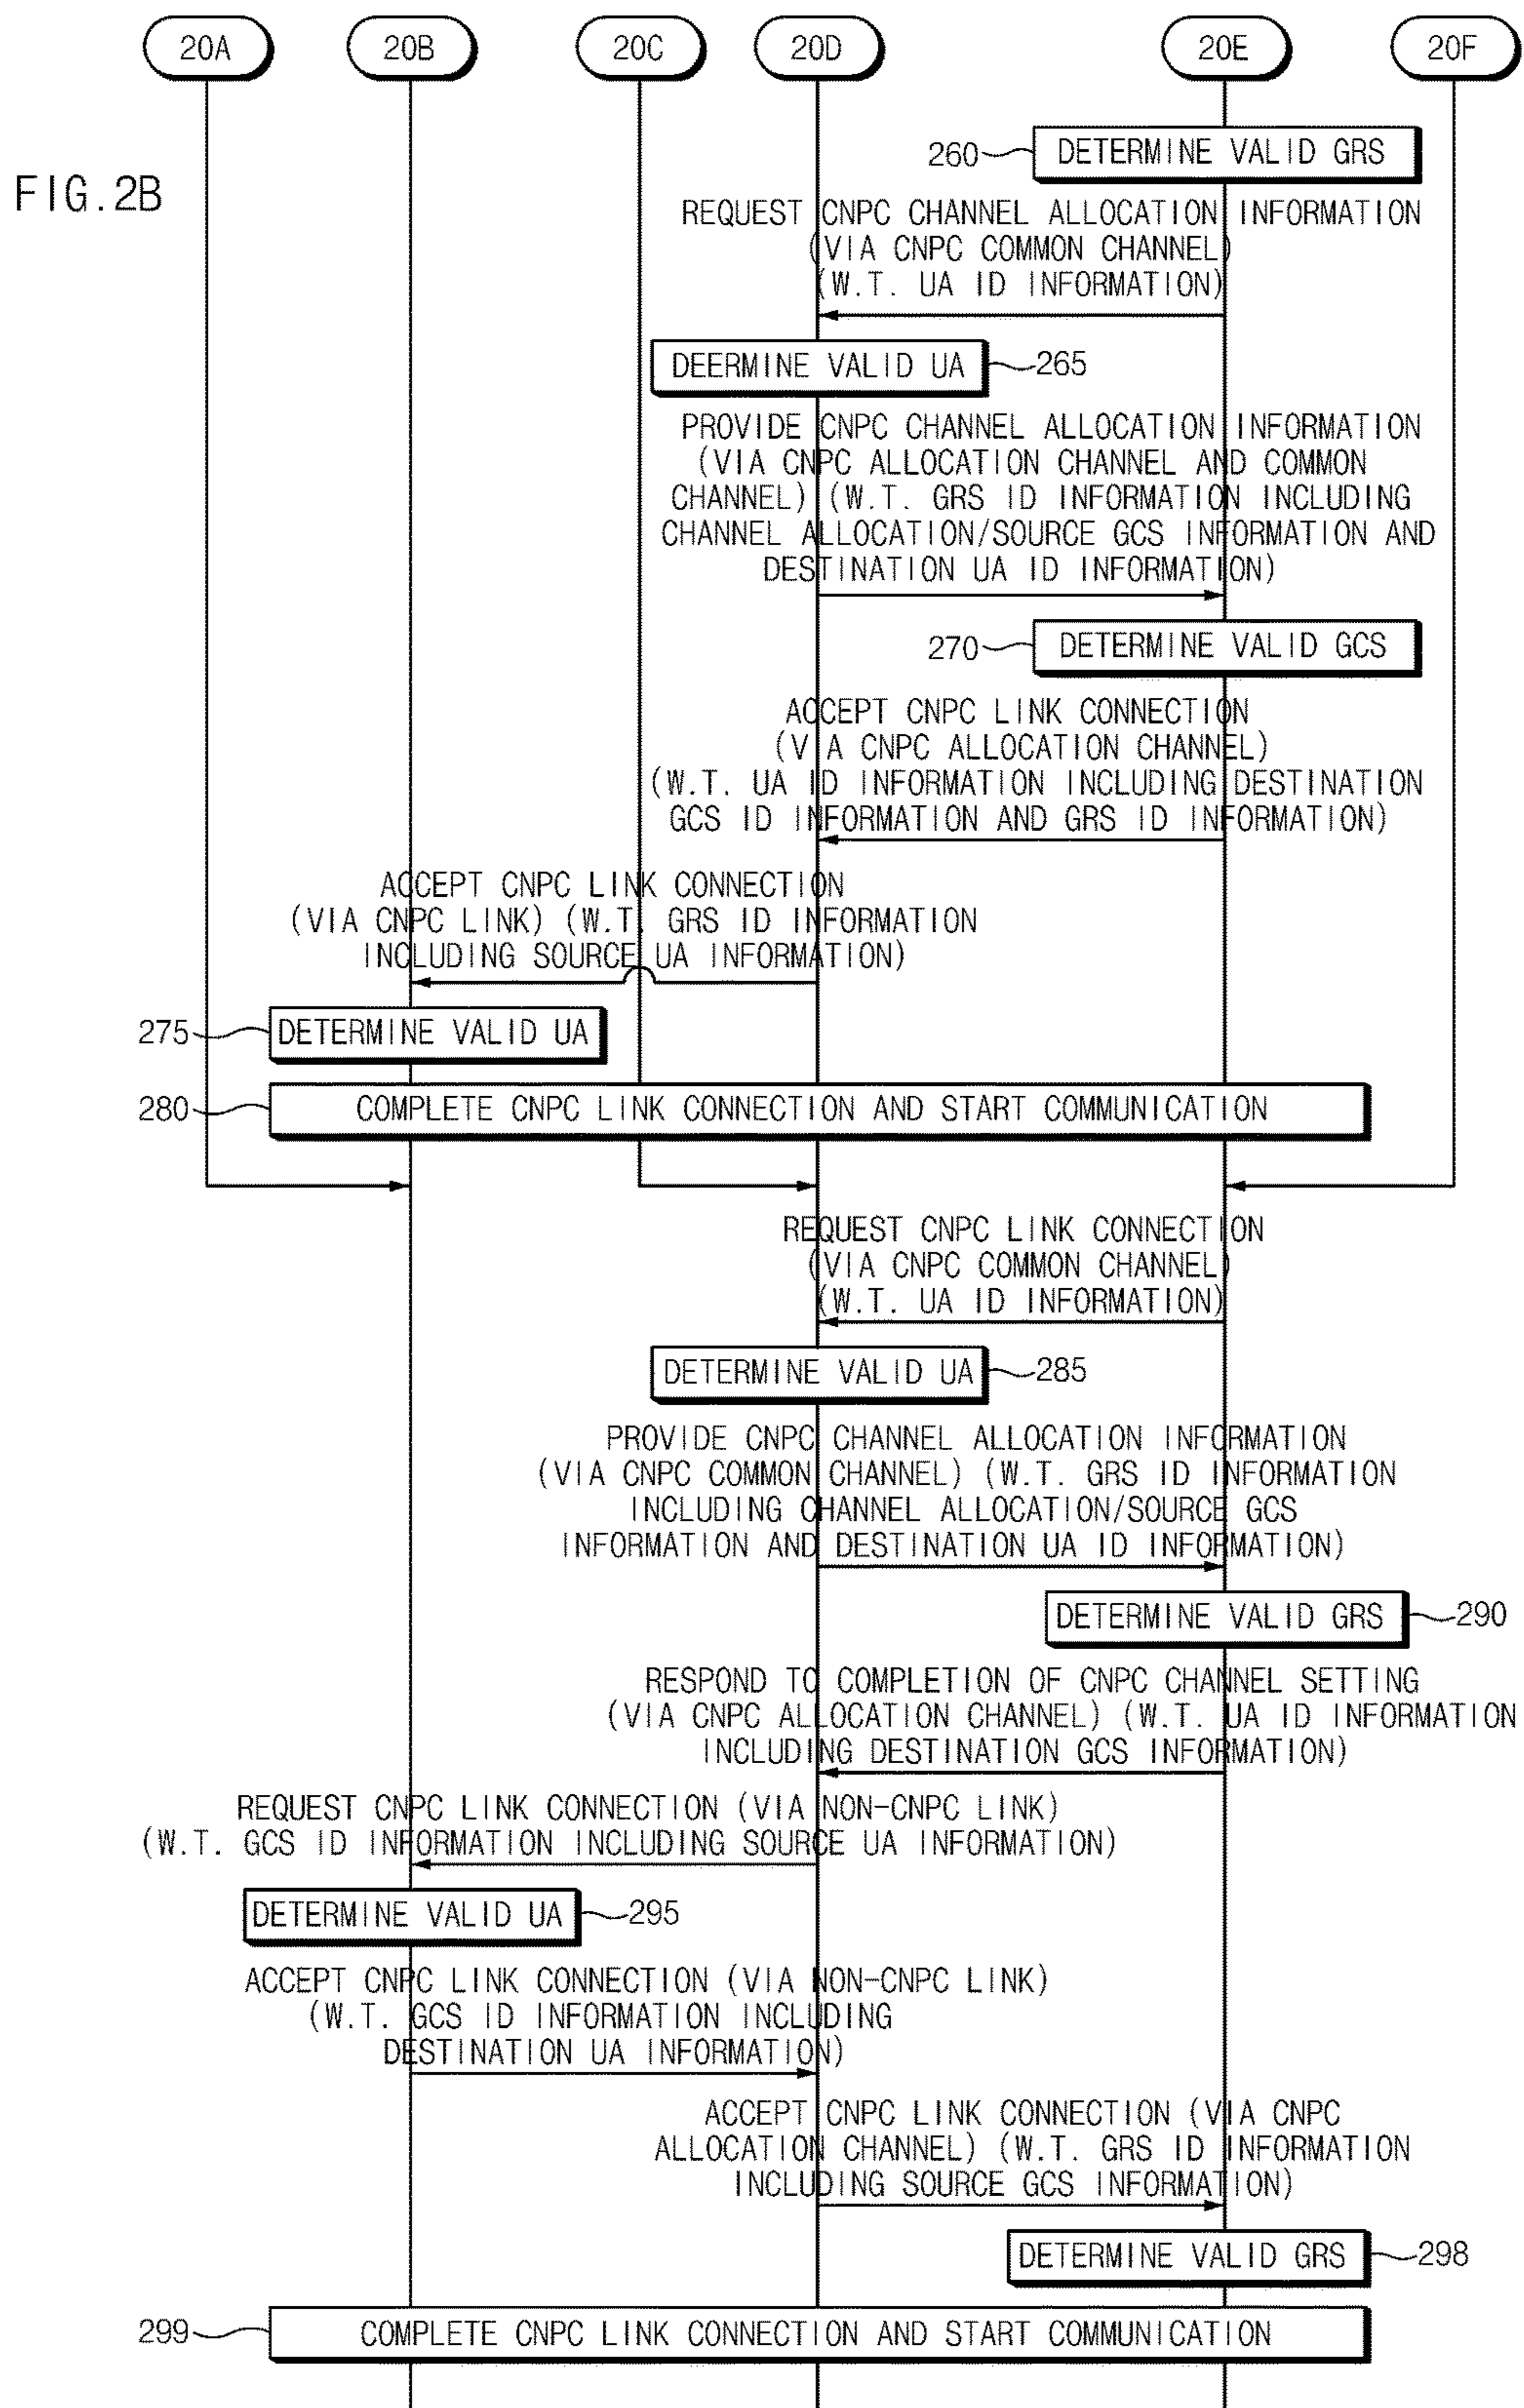 20A 20B 20C 20D 20E 20F
FIG.2B
260 DETERMINE VALID GRS
REQUEST CNPC CHANNEL ALLOCATION INFORMATION
(VIA CNPC COMMON CHANNEL)
(W.T. UA ID INFORMATION)
DEERMINE VALID UA 265
PROVIDE CNPC CHANNEL ALLOCATION INFORMATION
(VIA CNPC ALLOCATION CHANNEL AND COMMON
CHANNEL) (W.T. GRS ID INFORMATION INCLUDING
CHANNEL ALLOCATION/SOURCE GCS INFORMATION AND
DESTINATION UA ID INFORMATION)
270 DETERMINE VALID GCS
ACCEPT CNPC LINK CONNECTION
(VIA CNPC ALLOCATION CHANNEL)
(W.T. UA ID INFORMATION INCLUDING DESTINATION
GCS ID INFORMATION AND GRS ID INFORMATION)
ACCEPT CNPC LINK CONNECTION
(VIA CNPC LINK) (W.T. GRS ID INFORMATION
INCLUDING SOURCE UA INFORMATION)
275 DETERMINE VALID UA
280 COMPLETE CNPC LINK CONNECTION AND START COMMUNICATION
REQUEST CNPC LINK CONNECTION
(VIA CNPC COMMON CHANNEL)
(W.T. UA ID INFORMATION)
DETERMINE VALID UA 285
PROVIDE CNPC CHANNEL ALLOCATION INFORMATION
(VIA CNPC COMMON CHANNEL) (W.T. GRS ID INFORMATION
INCLUDING CHANNEL ALLOCATION/SOURCE GCS
INFORMATION AND DESTINATION UA ID INFORMATION)
DETERMINE VALID GRS 290
RESPOND TO COMPLETION OF CNPC CHANNEL SETTING
(VIA CNPC ALLOCATION CHANNEL) (W.T. UA ID INFORMATION
INCLUDING DESTINATION GCS INFORMATION)
REQUEST CNPC LINK CONNECTION (VIA NON-CNPC LINK)
(W.T. GCS ID INFORMATION INCLUDING SOURCE UA INFORMATION)
DETERMINE VALID UA 295
ACCEPT CNPC LINK CONNECTION (VIA NON-CNPC LINK)
(W.T. GCS ID INFORMATION INCLUDING
DESTINATION UA INFORMATION)
ACCEPT CNPC LINK CONNECTION (VIA CNPC
ALLOCATION CHANNEL) (W.T. GRS ID INFORMATION
INCLUDING SOURCE GCS INFORMATION)
DETERMINE VALID GRS 298
299 COMPLETE CNPC LINK CONNECTION AND START COMMUNICATION